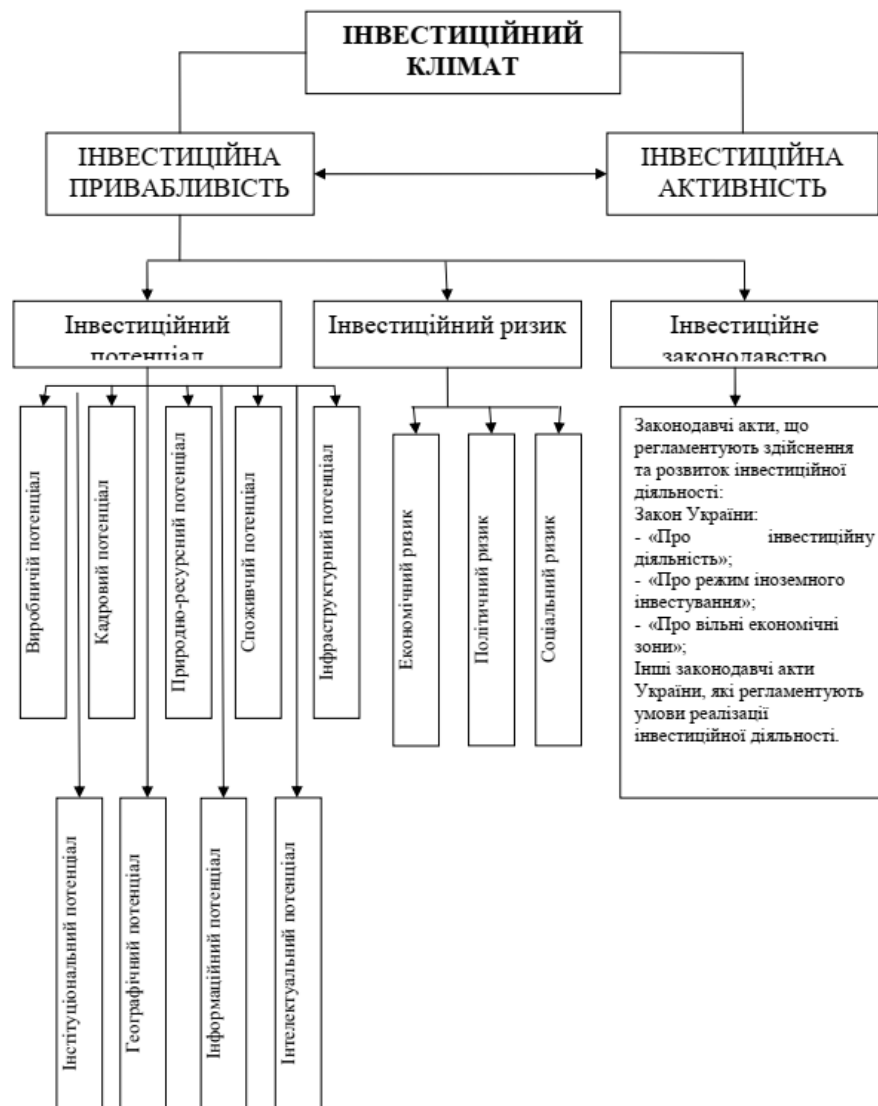 ІНВЕСТИЦІЙНИЙ
КЛІМАТ
ІНВЕСТИЦІЙНА
ПРИВАБЛИВІСТЬ
ІНВЕСТИЦІЙНА
АКТИВНІСТЬ
Інвестиційний
потенціал
Інвестиційний ризик
Інвестиційне
законодавство
Виробничій потенціал
Кадровий потенціал
Природно-ресурсний потенціал
Споживчий потенціал
Інфраструктурний потенціал
Економічний ризик
Політичний ризик
Соціальний ризик
Законодавчі акти, що
регламентують здійснення
та розвиток інвестиційної
діяльності:
Закон України:
- «Про інвестиційну
діяльність»;
- «Про режим іноземного
інвестування»;
- «Про вільні економічні
зони»;
Інші законодавчі акти
України, які регламентують
умови реалізації
інвестиційної діяльності.
Інституціональний потенціал
Географічний потенціал
Інформаційний потенціал
Інтелектуальний потенціал